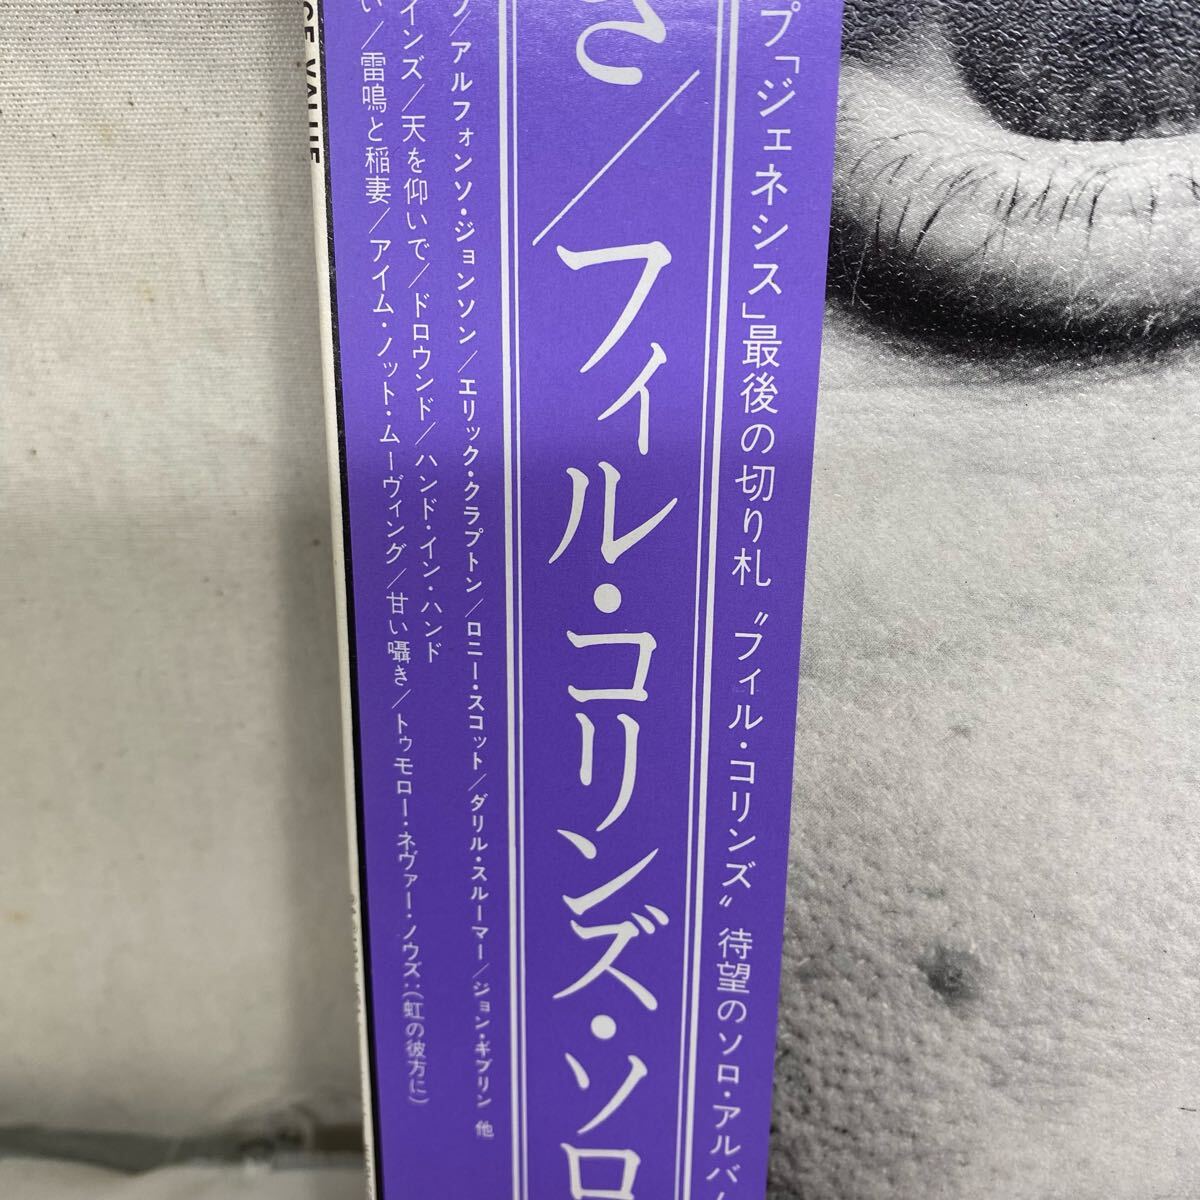 プ「ジェネシス」最後の切り札〝フィル・コリンズ〟待望のソロ・アルバ
さ／フィル・コリンズ・ソロ
／アルフォンソ・ジョンソン／エリック・クラプトン／ロニー・スコット／ダリル・スルーマー／ジョン・ギブリン 他
インズ／天を仰いで／ドロウンド／ハンド・イン・ハンド
い／雷鳴と稲妻／アイム・ノット・ムーヴィング／甘い囁き／トゥモロー・ネヴァー・ノウズ：(虹の彼方に)
CE VALUE